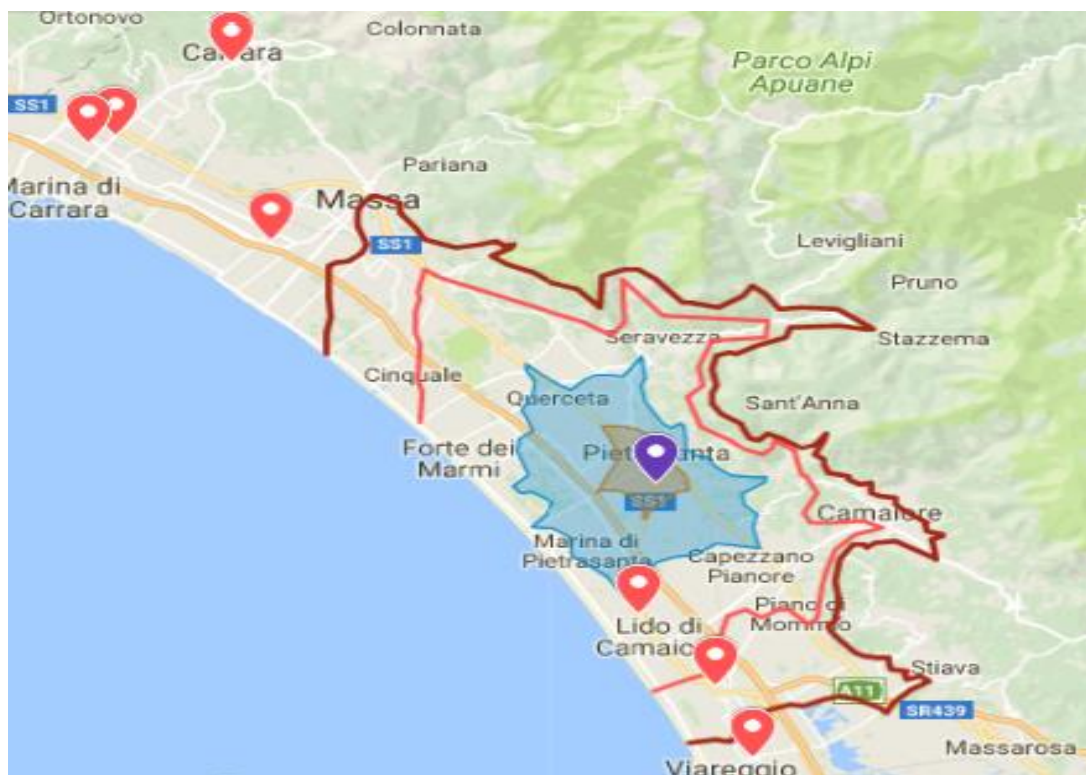 Ortonovo
Colonnata
Carrara
Parco Alpi
Apuane
SS1
Pariana
Marina di
Carrara
Massa
SS1
Levigliani
Pruno
Seravezza
Stazzema
Cinquale
Querceta
Sant'Anna
Forte dei
Marmi
Pietrasanta
SS1
Camaiore
Marina di
Pietrasanta
Capezzano
Pianore
Piano di
Mommio
Lido di
Camaiore
Stiava
A11
SR439
Massarosa
Viareggio